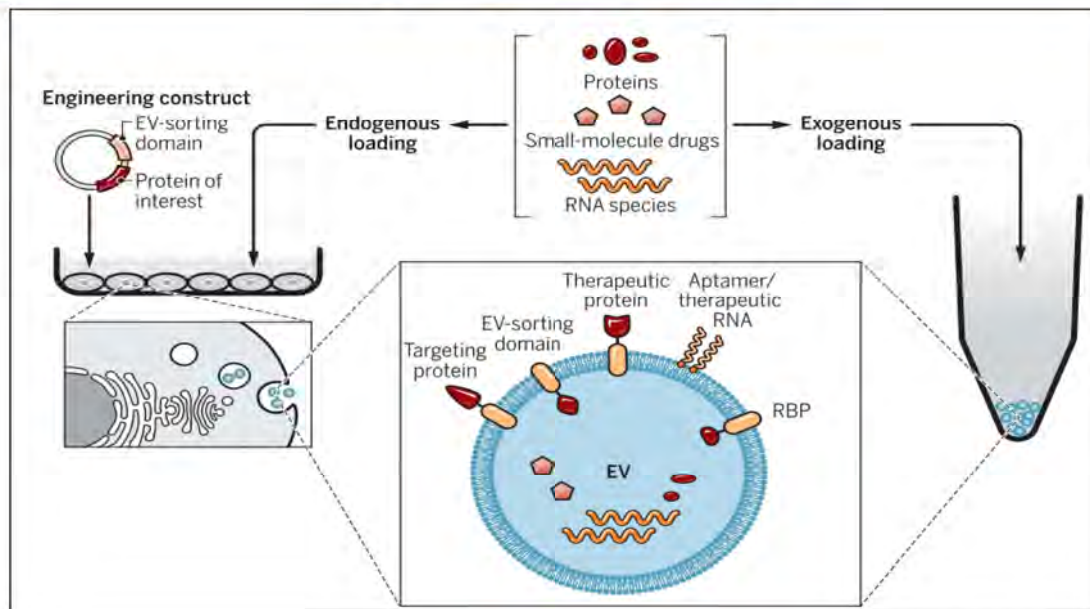 Engineering construct
EV-sorting
domain
Protein of
interest
Endogenous
loading
Proteins
Small-molecule drugs
RNA species
Exogenous
loading
Therapeutic
protein
Aptamer/
therapeutic
RNA
EV-sorting
domain
Targeting
protein
RBP
EV